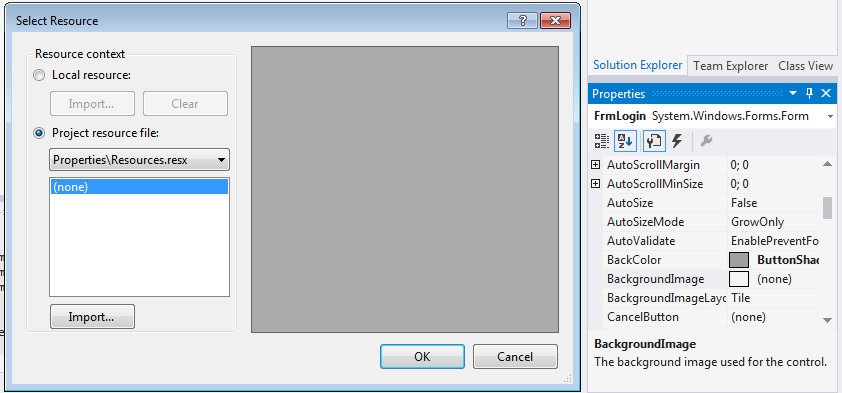 Select Resource
Resource context
Local resource:
Import... Clear
Project resource file:
Properties\Resources.resx
(none)
Import...
OK Cancel
Solution Explorer Team Explorer Class View
Properties
FrmLogin System.Windows.Forms.Form
AutoScrollMargin 0; 0
AutoScrollMinSize 0; 0
AutoSize False
AutoSizeMode GrowOnly
AutoValidate EnablePreventFo
BackColor ButtonShad
BackgroundImage (none)
BackgroundImageLayo Tile
CancelButton (none)
BackgroundImage
The background image used for the control.